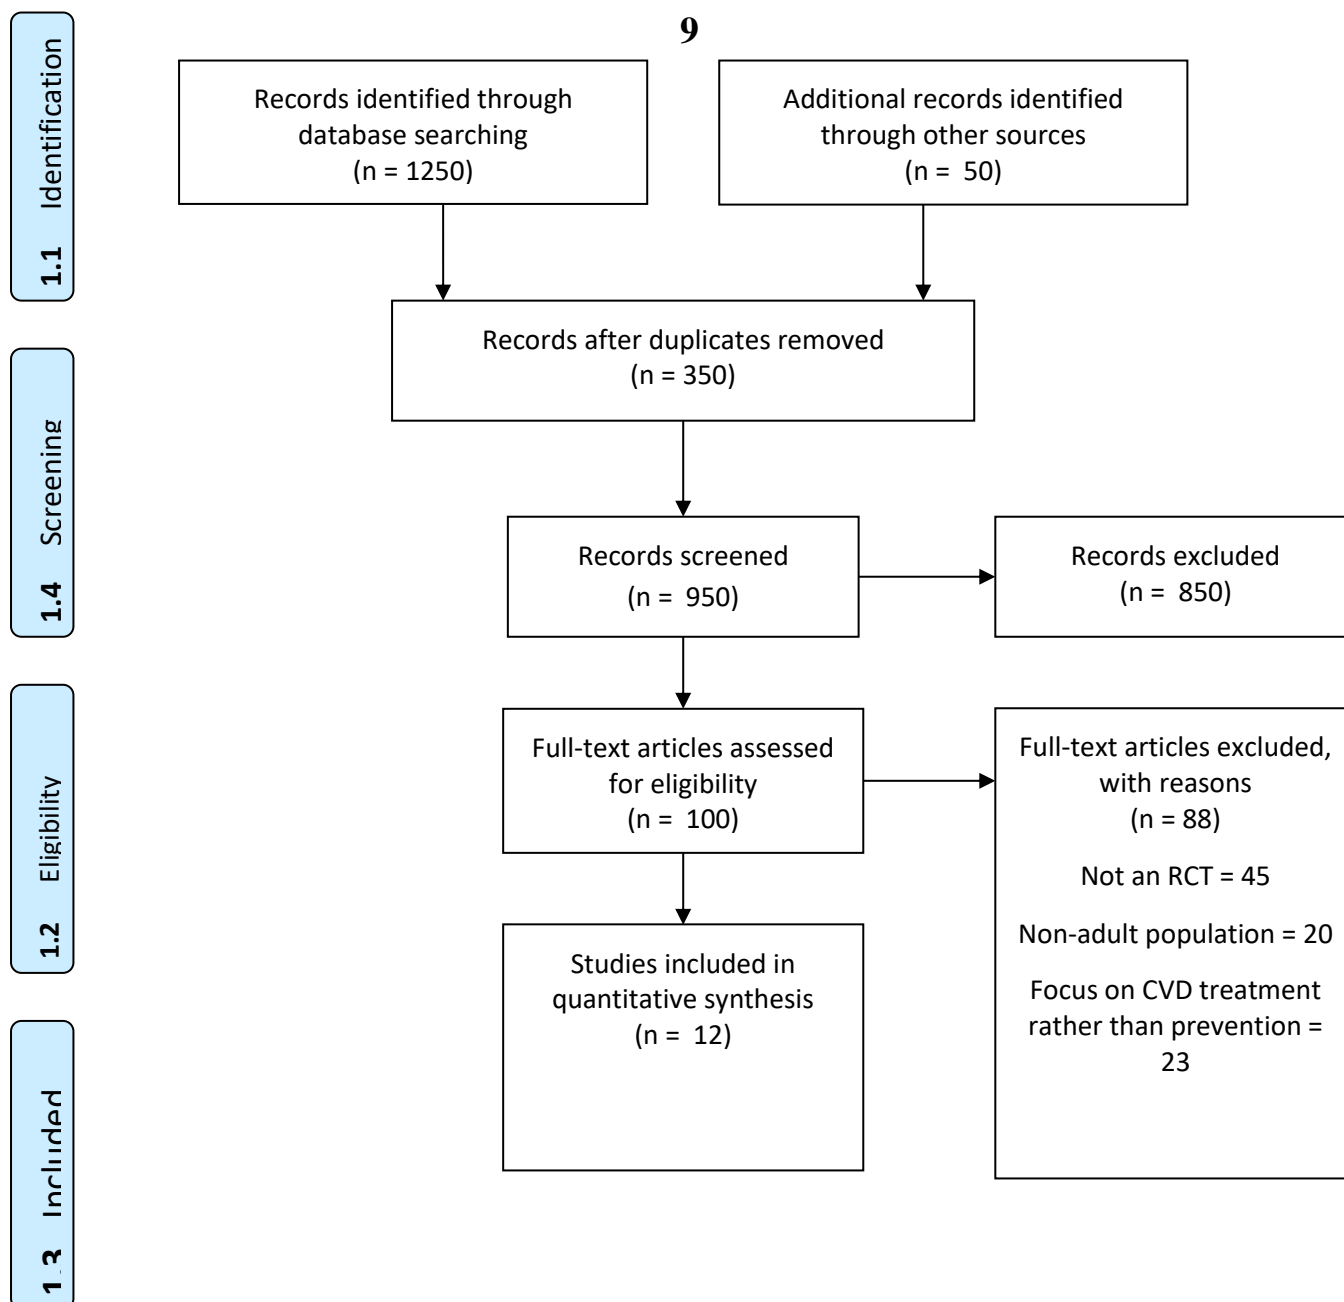 9
1.1 Identification
Records identified through
database searching
(n = 1250)
Additional records identified
through other sources
(n =  50)
Records after duplicates removed
(n = 350)
1.4 Screening
Records screened
(n =  950)
Records excluded
(n =  850)
1.2 Eligibility
Full-text articles assessed
for eligibility
(n =  100)
Full-text articles excluded,
with reasons
(n = 88)
Not an RCT = 45
Non-adult population = 20
Focus on CVD treatment
rather than prevention =
23
Studies included in
quantitative synthesis
(n =  12)
1.3 Included